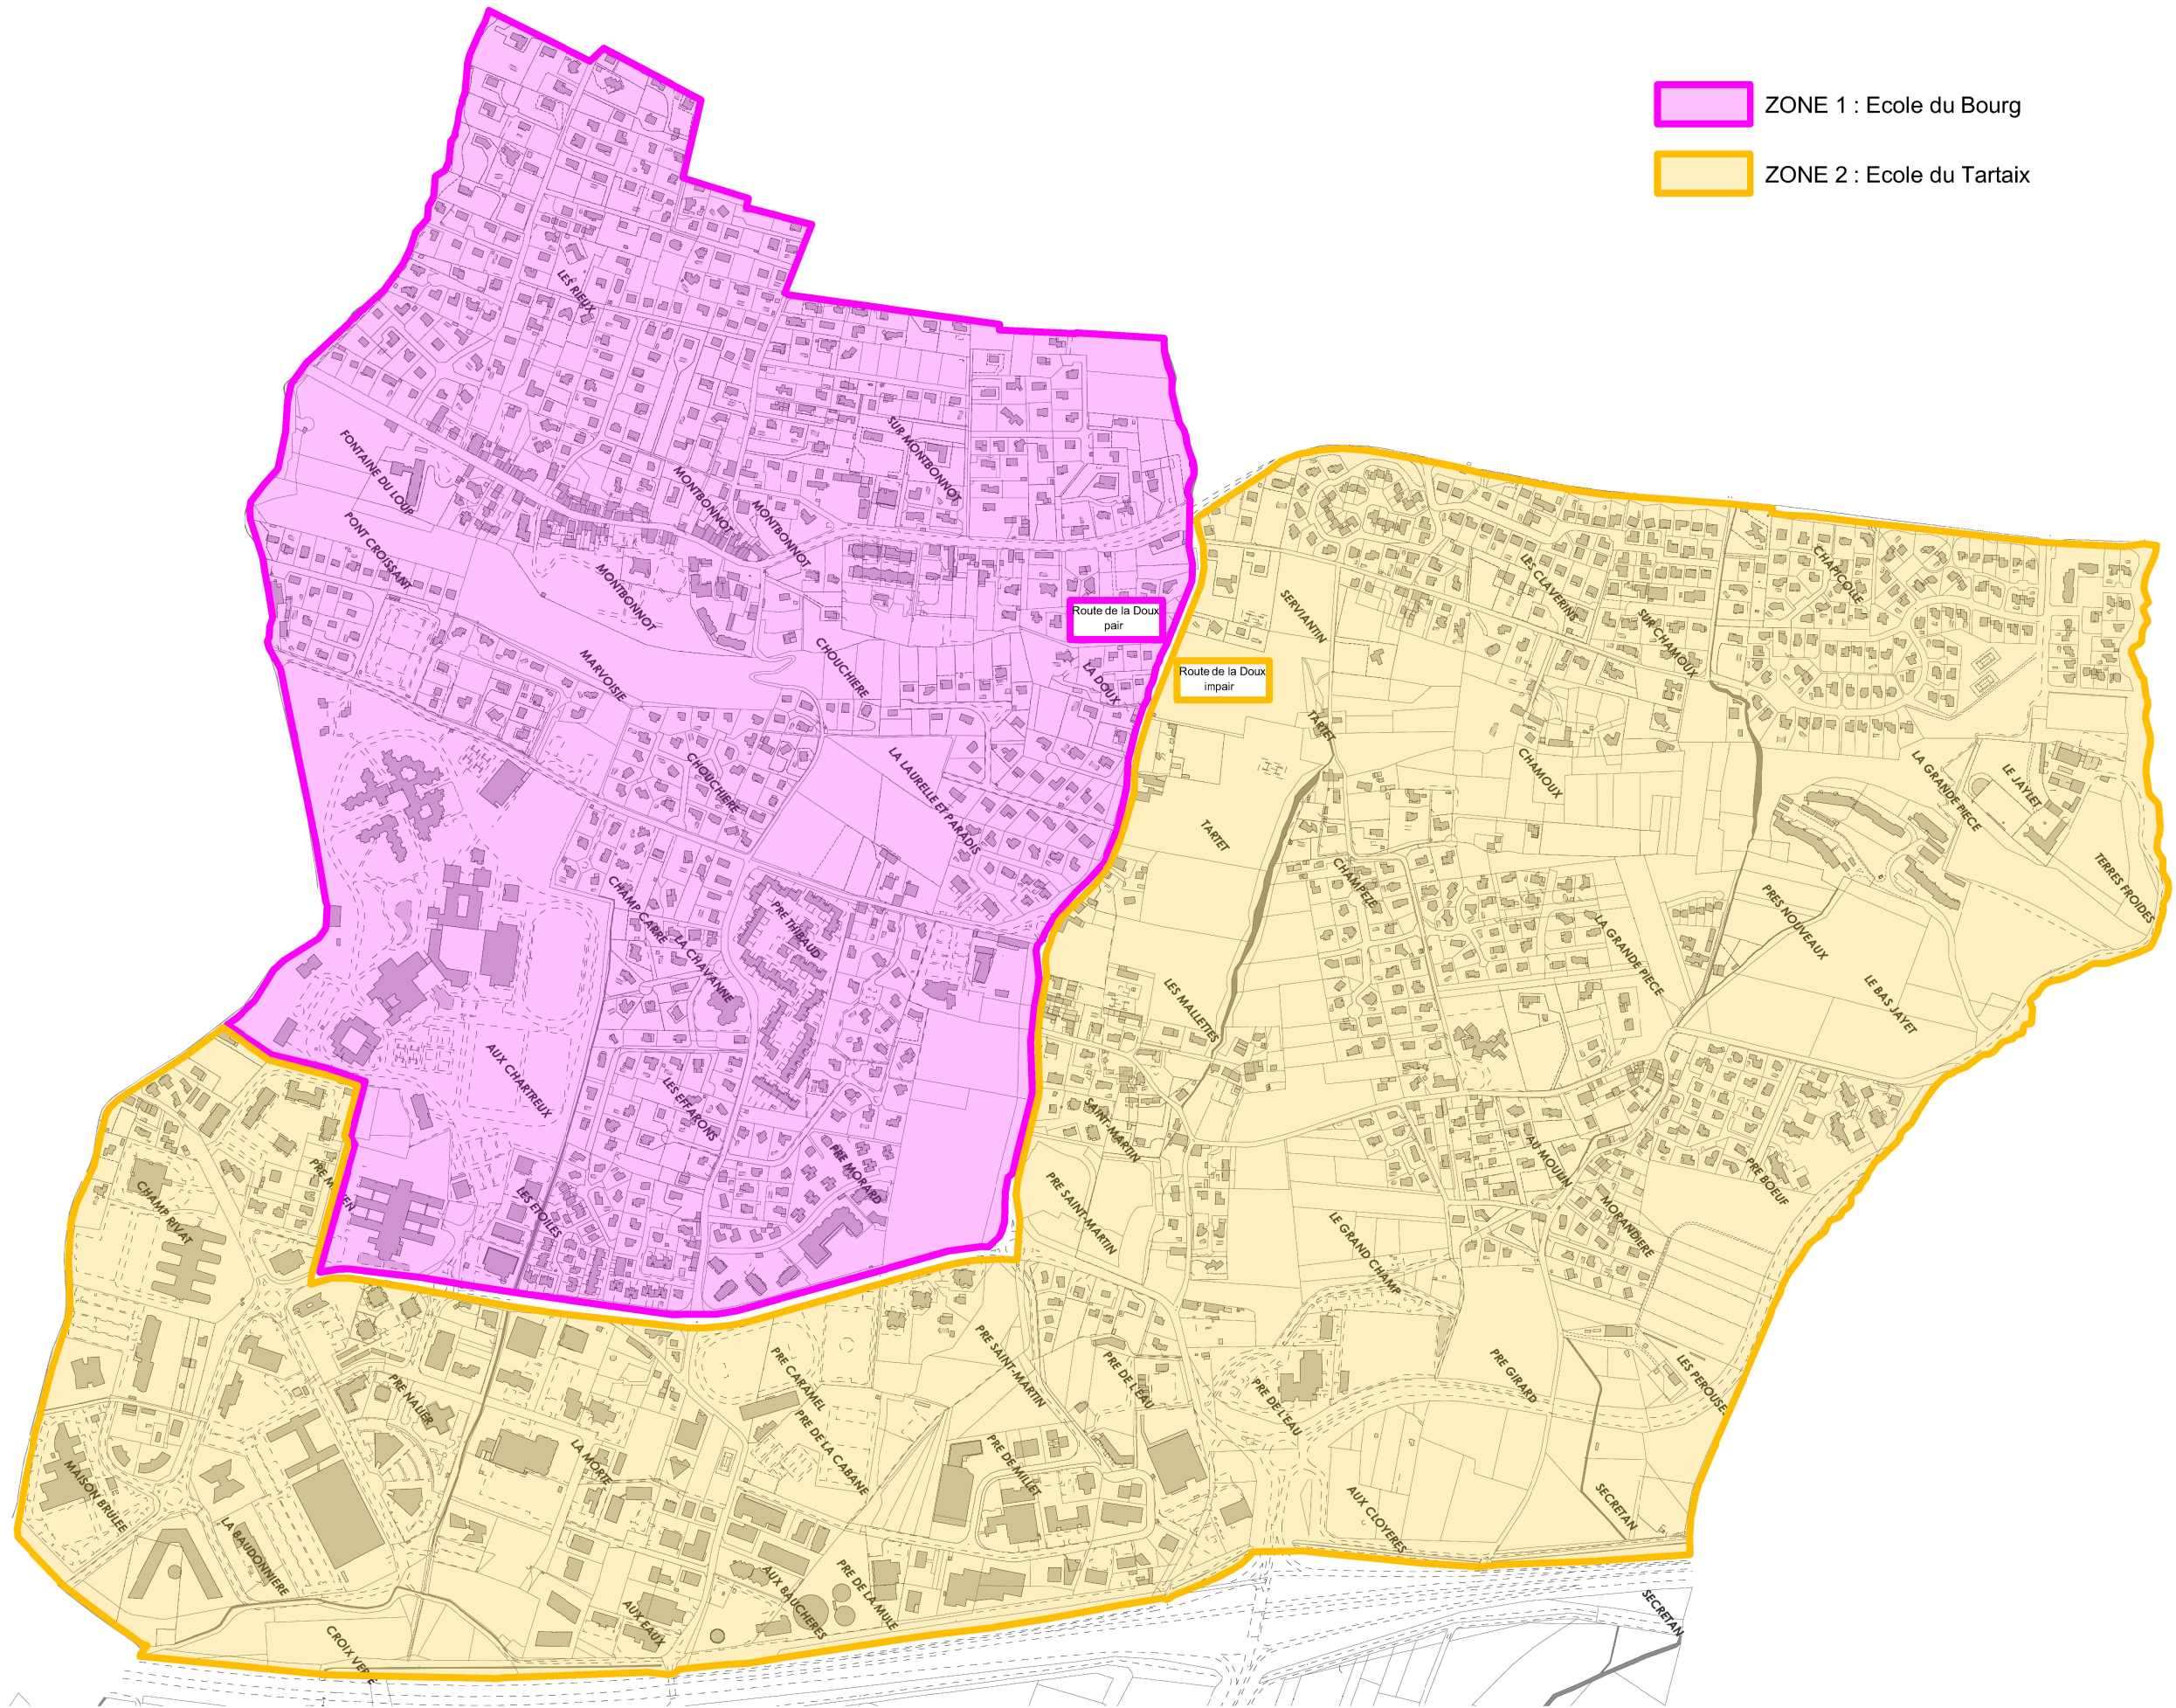 ZONE 1 : Ecole du Bourg
ZONE 2 : Ecole du Tartaix
LES RIEUX
FONTAINE DU LOUP
SUR MONTBONNOT
MONTBONNOT
MONTBONNOT
PONT CROISSANT
MONTBONNOT
Route de la Doux
pair
Route de la Doux
impair
SERVIANTIN
LES CLAVERINS
SUR CHAMOUX
CHAPICOLLE
MARVOISIE
CHOUCHIERE
LA DOUX
TARTET
CHOUCHIERE
LA LAURELLE ET PARADIS
CHAMOUX
LA GRANDE PIECE
LE JAYLET
TARTET
CHAMPEZE
CHAMP CARRE
LA CHAVANNE
PRE THIBAUD
LA GRANDE PIECE
PRES NOUVEAUX
TERRES FROIDES
LES MALLETTES
LE BAS JAYET
AUX CHARTREUX
LES EFFARONS
SAINT-MARTIN
PRE MORARD
AU MOULIN
PRE BOEUF
CHAMP RIVAT
LES ETOILES
PRE SAINT-MARTIN
LE GRAND CHAMP
MORANDIERE
PRE NALIER
PRE CARAMEL
PRE SAINT-MARTIN
PRE DE L'EAU
PRE DE L'EAU
PRE GIRARD
LES PEROUSE
MAISON BRULEE
LA MORTE
PRE DE LA CABANE
PRE DE MILLET
AUX CLOYERES
SECRETAN
LA BAUDONNIERE
AUX BAUCHERES
PRE DE LA MULE
AUX EAUX
SECRETAN